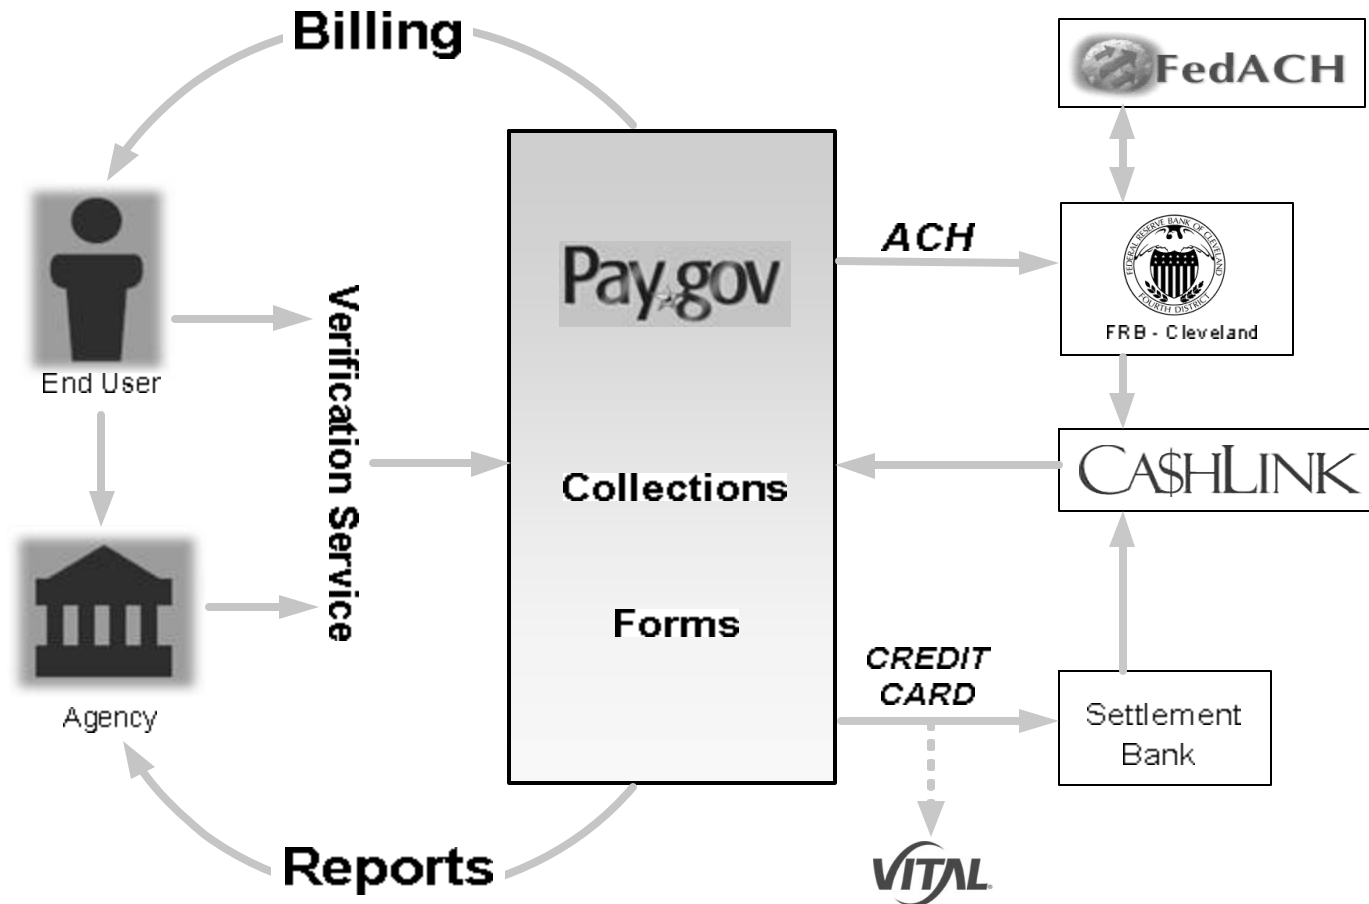 Billing
FedACH
Pay.gov
ACH
FEDERAL RESERVE BANK OF CLEVELAND
FOURTH DISTRICT
FRB - Cleveland
End User
Verification Service
CA$HLINK
Collections
Forms
Agency
CREDIT
CARD
Settlement
Bank
Reports
VITAL